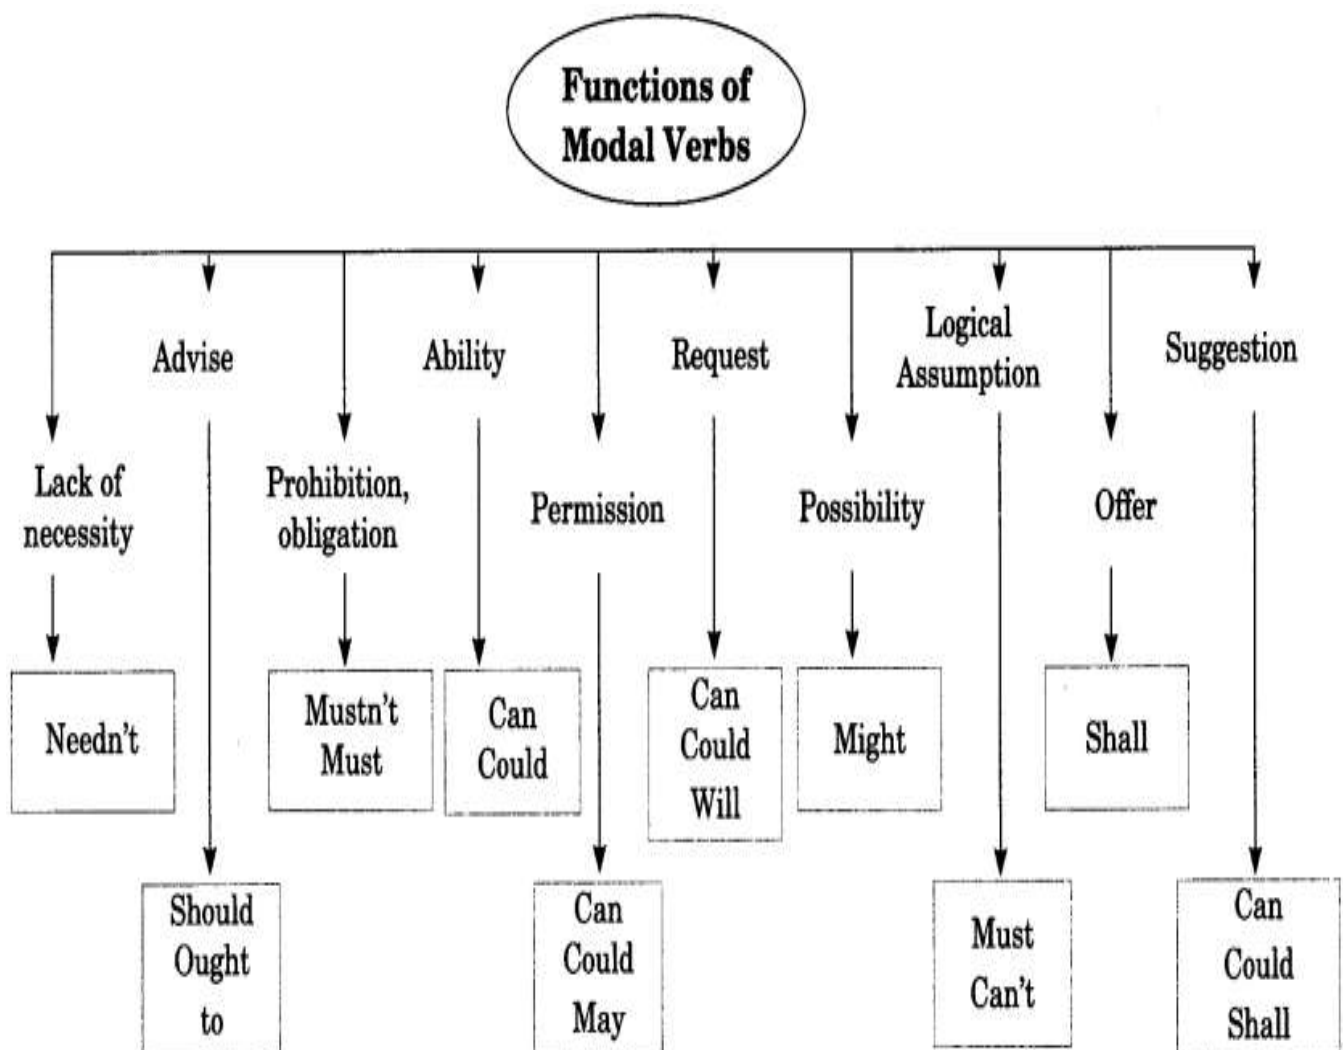 Functions of
Modal Verbs
Advise
Ability
Request
Logical
Assumption
Suggestion
Lack of
necessity
Prohibition,
obligation
Permission
Possibility
Offer
Needn't
Mustn't
Must
Can
Could
Can
Could
Will
Might
Shall
Should
Ought
to
Can
Could
May
Must
Can't
Can
Could
Shall